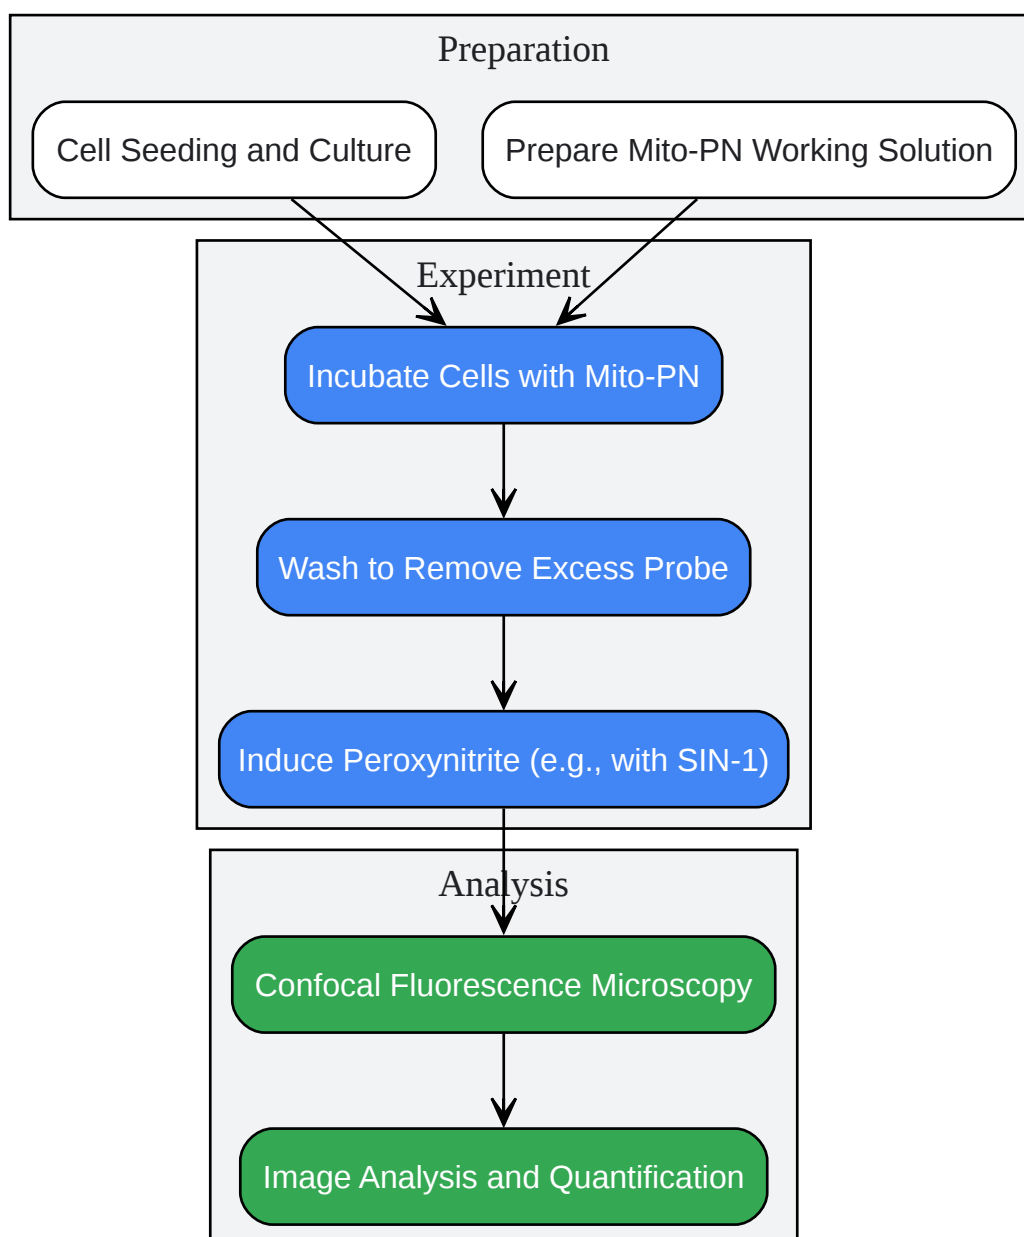 Preparation
Cell Seeding and Culture
Prepare Mito-PN Working Solution
Experiment
Incubate Cells with Mito-PN
Wash to Remove Excess Probe
Induce Peroxynitrite (e.g., with SIN-1)
Analysis
Confocal Fluorescence Microscopy
Image Analysis and Quantification